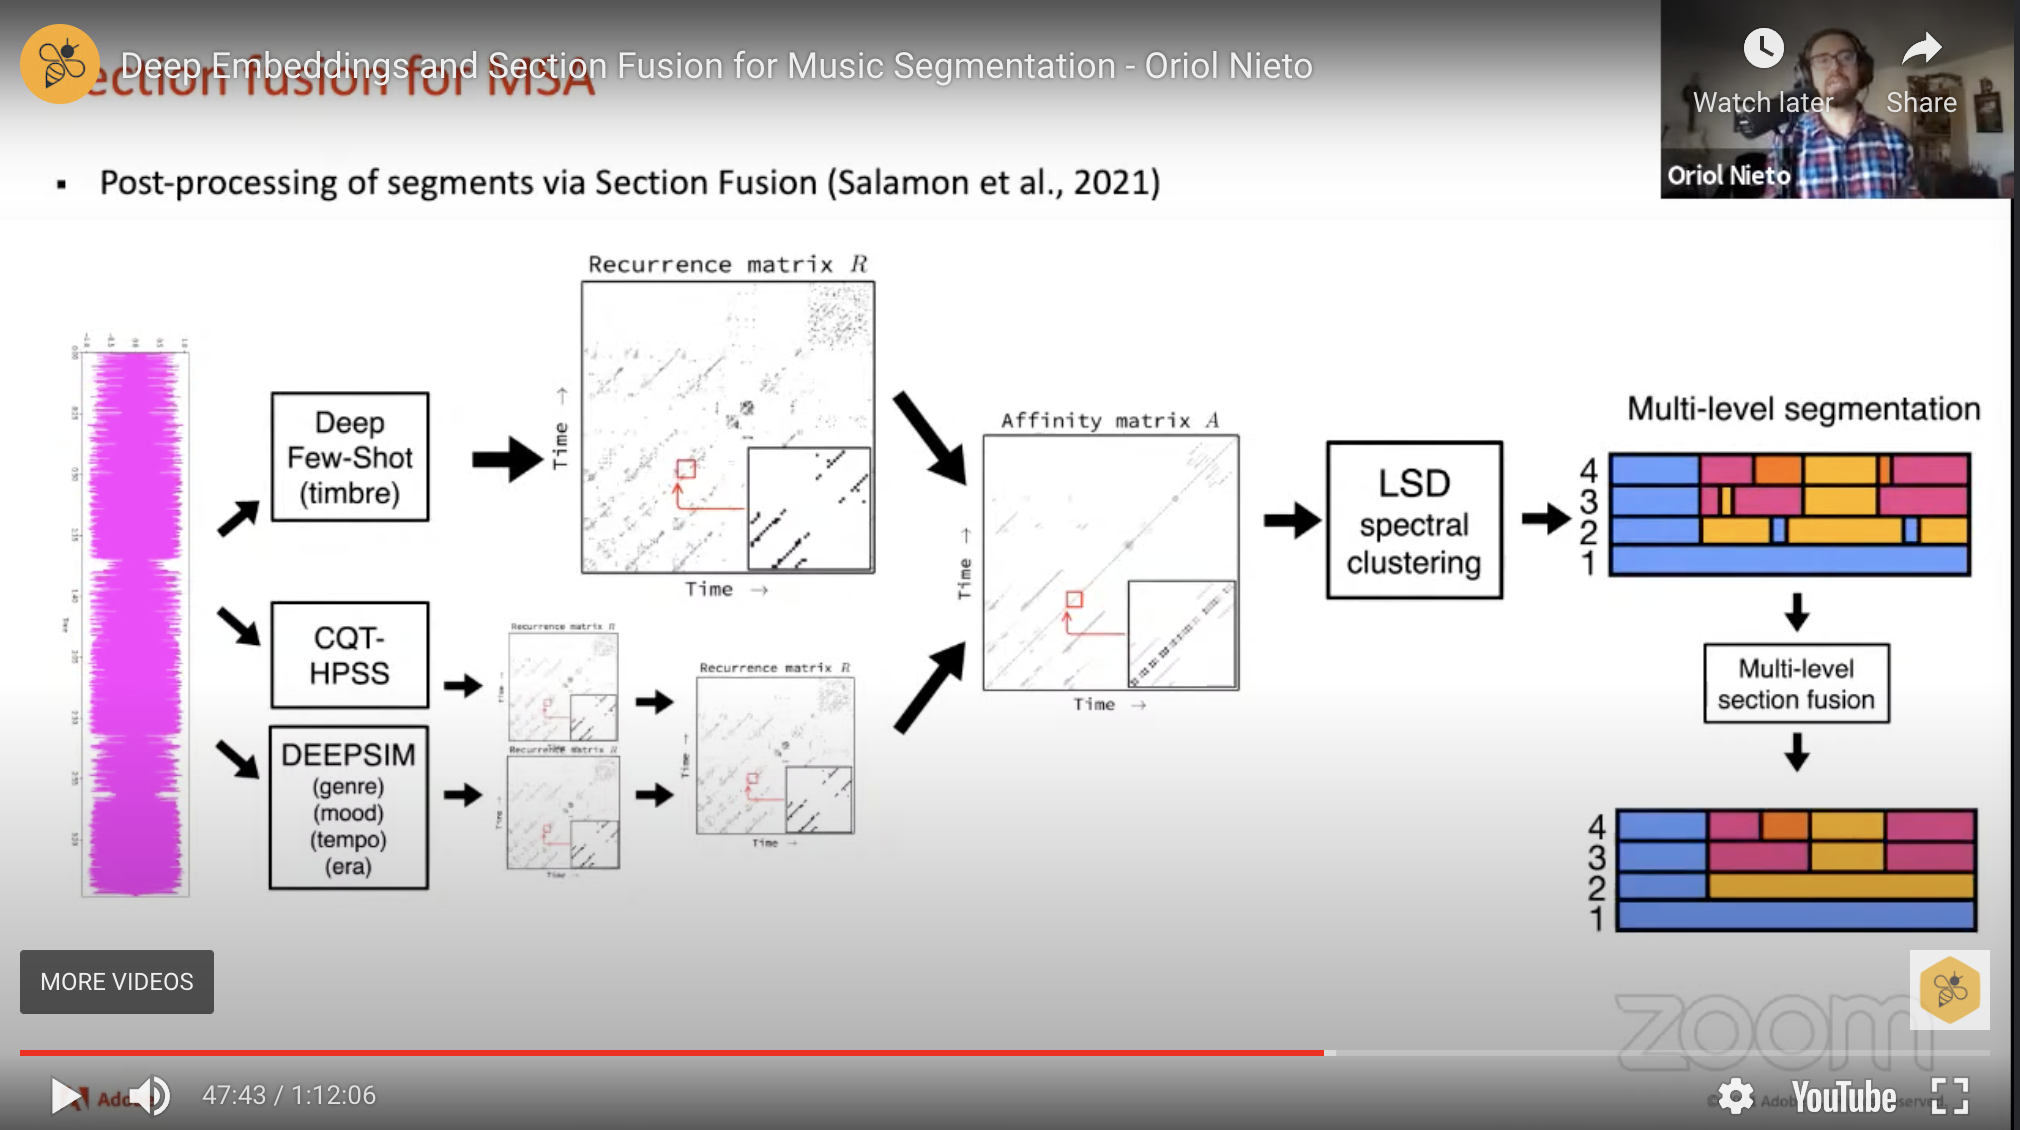 Deep Embeddings and Section Fusion for Music Segmentation - Oriol Nieto
ection fusion for MSA
Watch later
Share
Oriol Nieto
▪ Post-processing of segments via Section Fusion (Salamon et al., 2021)
Recurrence matrix R
Time →
Time →
Deep
Few-Shot
(timbre)
CQT-
HPSS
DEEPSIM
(genre)
(mood)
(tempo)
(era)
Recurrence matrix R
Recurrence matrix R
Time →
Recurrence matrix R
Time →
Time →
Affinity matrix A
Time →
Time →
LSD
spectral
clustering
Multi-level segmentation
4
3
2
1
Multi-level
section fusion
4
3
2
1
MORE VIDEOS
zoom
47:43 / 1:12:06
YouTube